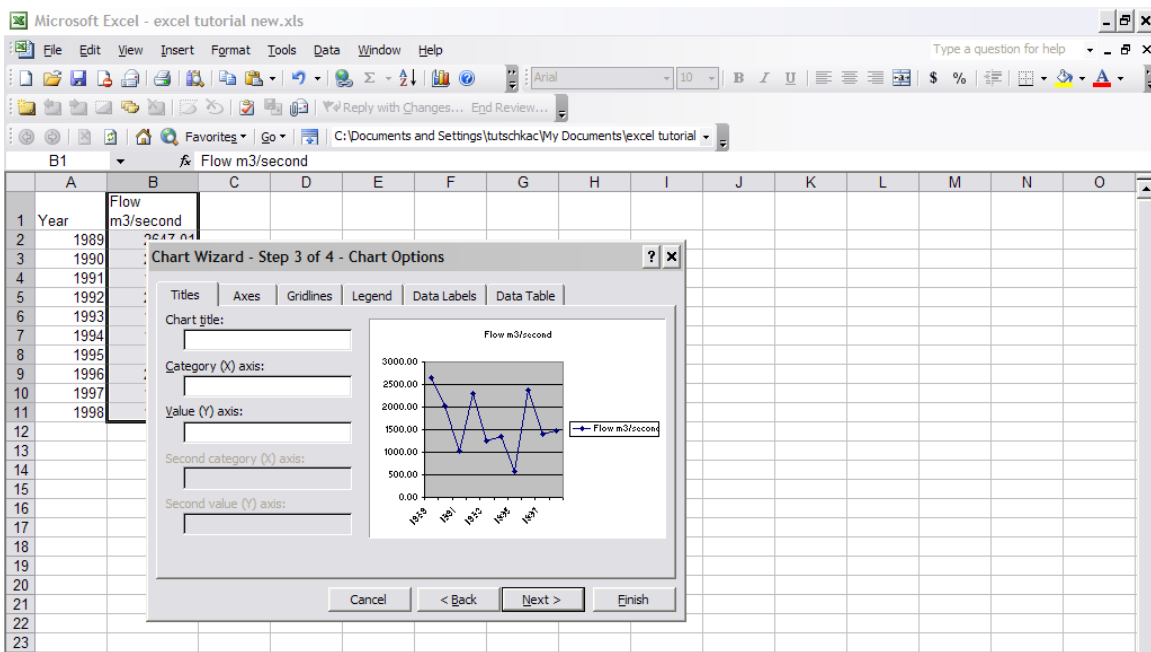 Microsoft Excel - excel tutorial new.xls
File Edit View Insert Format Tools Data Window Help Type a question for help
Arial 10 B I U $ %
Reply with Changes... End Review...
Favorites Go C:\Documents and Settings\tutschkac\My Documents\excel tutorial
B1 fx Flow m3/second
A B C D E F G H I J K L M N O
1 Year Flow m3/second
2 1989 2647.01
3 1990
4 1991
5 1992
6 1993
7 1994
8 1995
9 1996
10 1997
11 1998
12
13
14
15
16
17
18
19
20
21
22
23
Chart Wizard - Step 3 of 4 - Chart Options
Titles Axes Gridlines Legend Data Labels Data Table
Chart title:
Category (X) axis:
Value (Y) axis:
Second category (X) axis:
Second value (Y) axis:
Flow m3/second
3000.00
2500.00
2000.00
1500.00
1000.00
500.00
0.00
1989 1991 1993 1995 1997
Flow m3/second
Cancel < Back Next > Finish